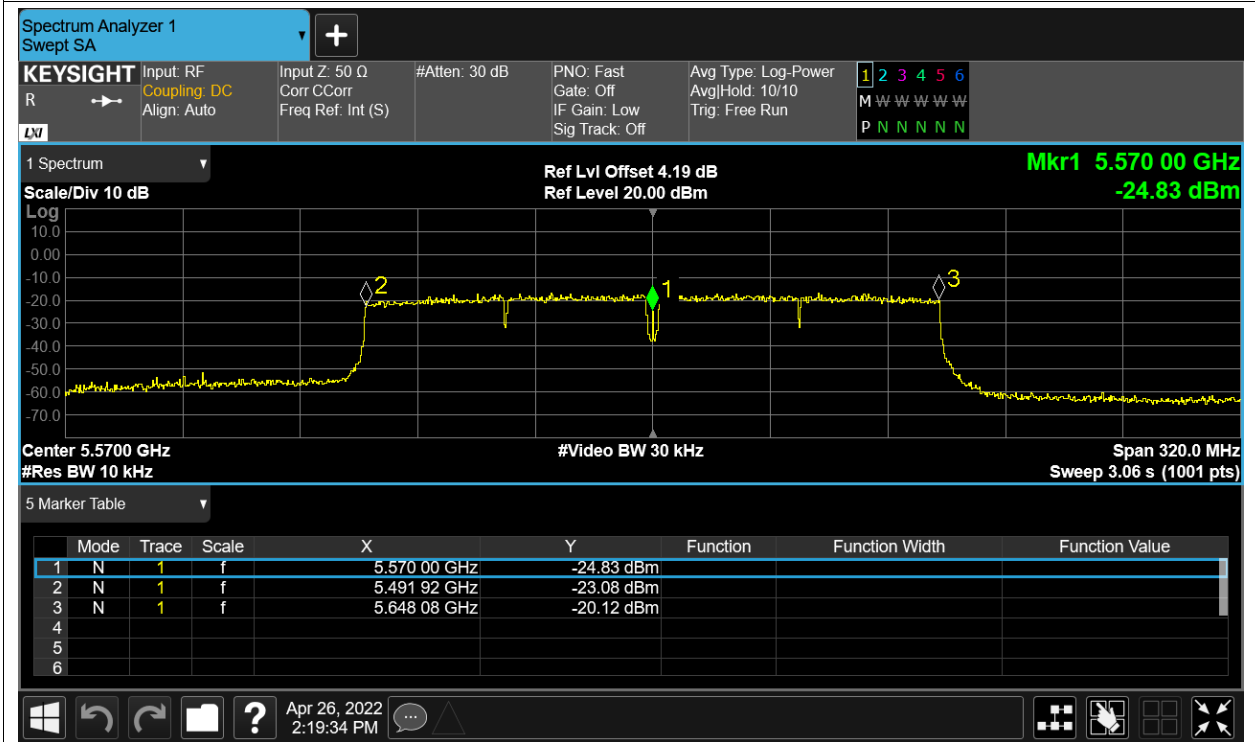 Spectrum Analyzer 1
Swept SA
+
KEYSIGHT Input: RF Input Z: 50 Ω #Atten: 30 dB PNO: Fast Avg Type: Log-Power 1 2 3 4 5 6
R Coupling: DC Corr CCorr Gate: Off Avg|Hold: 10/10 M W W W W W
Align: Auto Freq Ref: Int (S) IF Gain: Low Trig: Free Run
LXI Sig Track: Off P N N N N N
1 Spectrum Ref Lvl Offset 4.19 dB Mkr1 5.570 00 GHz
Scale/Div 10 dB Ref Level 20.00 dBm -24.83 dBm
Log
10.0
0.00
-10.0
-20.0
-30.0
-40.0
-50.0
-60.0
-70.0
2 1 3
Center 5.5700 GHz #Video BW 30 kHz Span 320.0 MHz
#Res BW 10 kHz Sweep 3.06 s (1001 pts)
5 Marker Table
Mode Trace Scale X Y Function Function Width Function Value
1 N 1 f 5.570 00 GHz -24.83 dBm
2 N 1 f 5.491 92 GHz -23.08 dBm
3 N 1 f 5.648 08 GHz -20.12 dBm
4
5
6
? Apr 26, 2022
2:19:34 PM